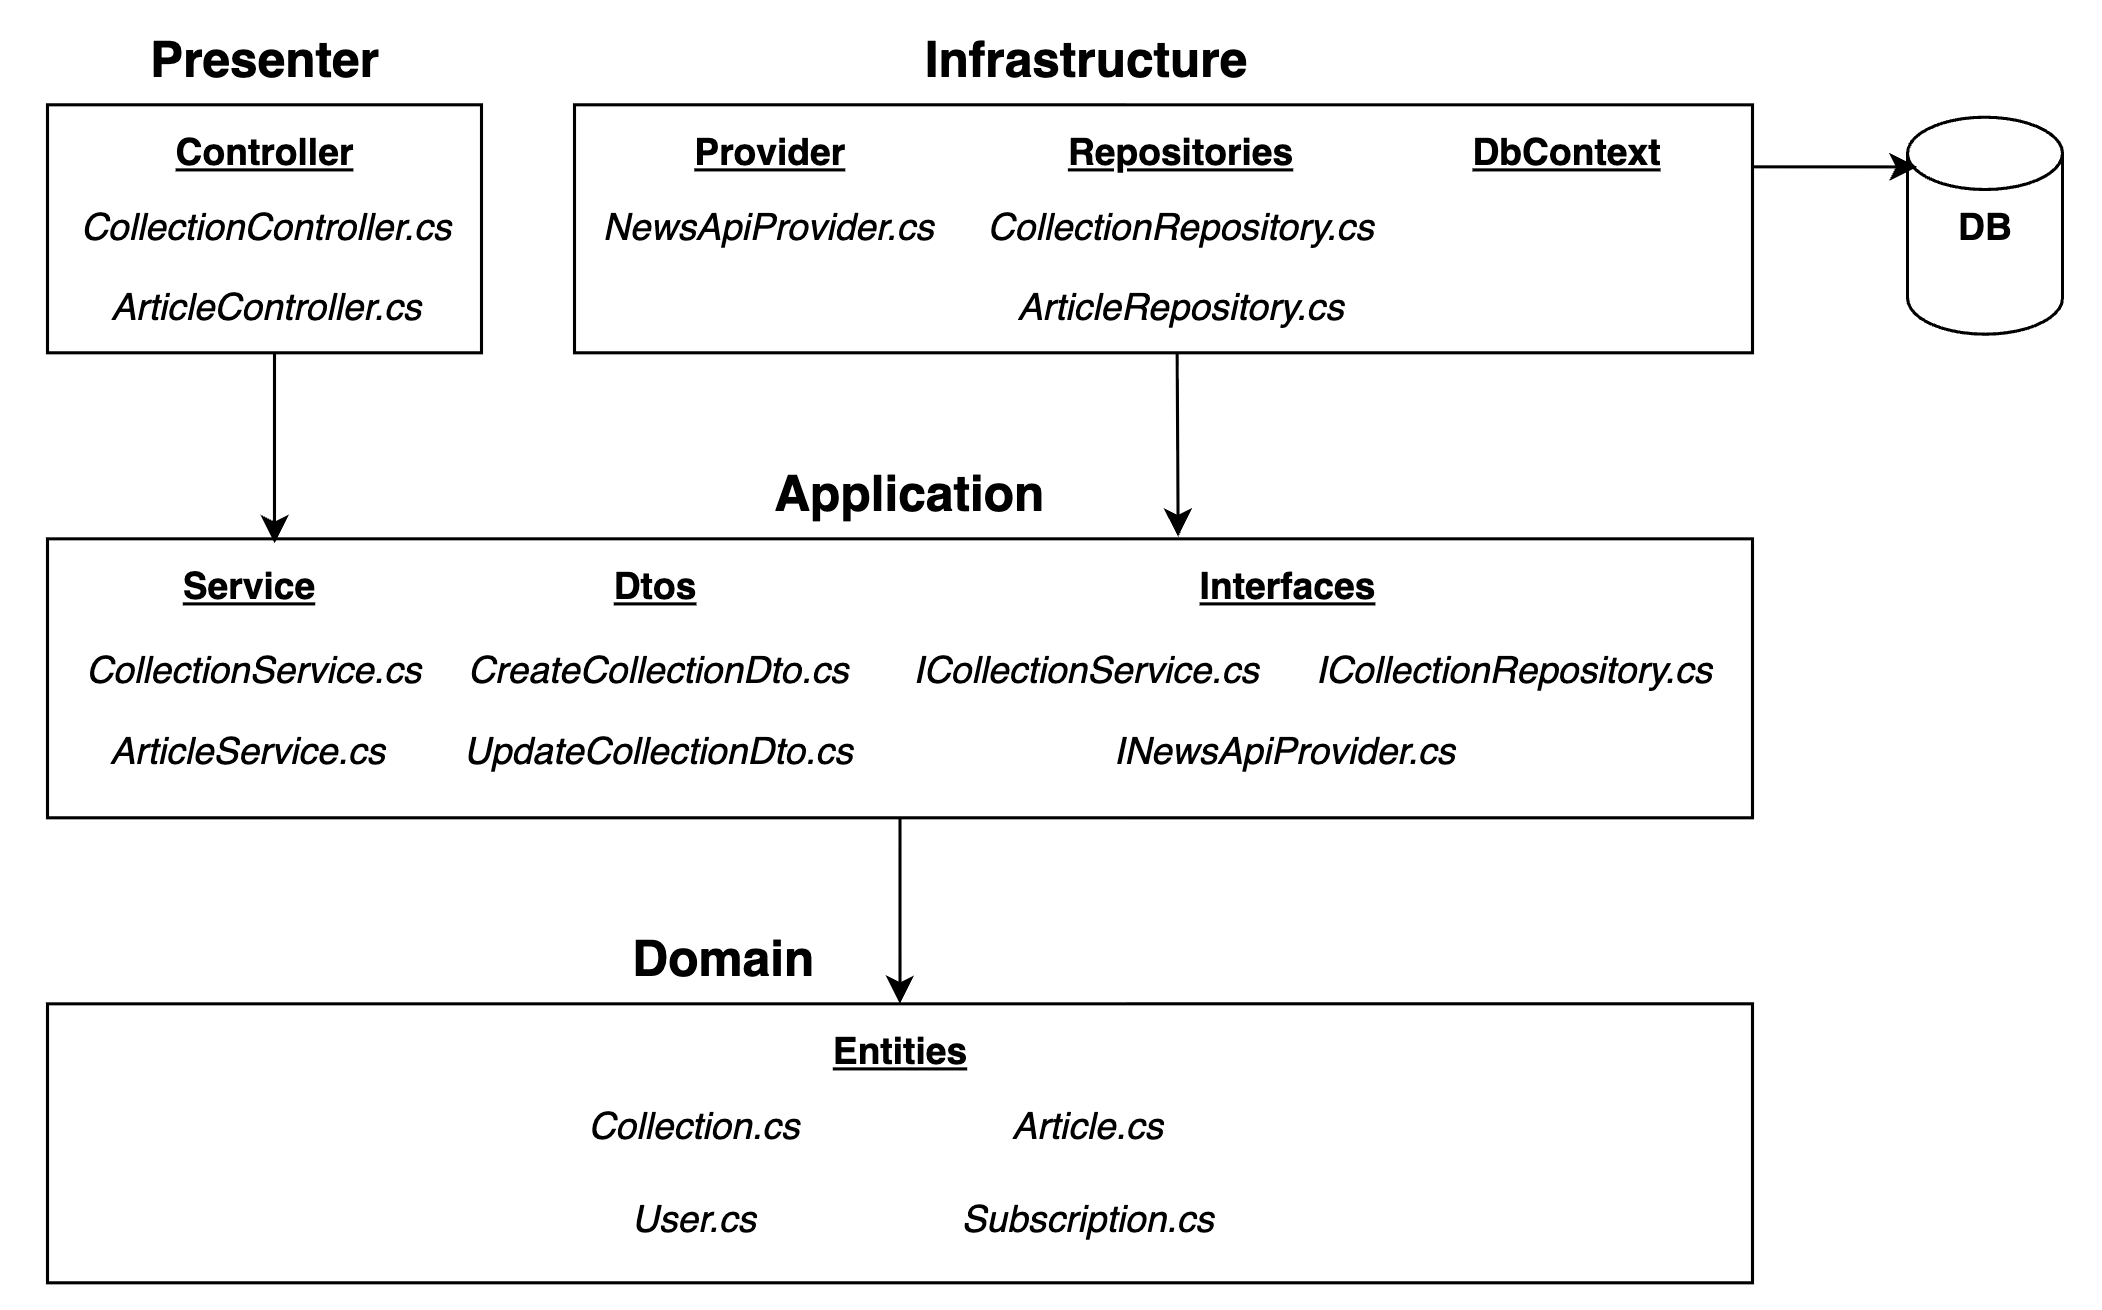 Presenter
Infrastructure
Controller
CollectionController.cs
ArticleController.cs
Provider
NewsApiProvider.cs
Repositories
CollectionRepository.cs
ArticleRepository.cs
DbContext
DB
Application
Service
CollectionService.cs
ArticleService.cs
Dtos
CreateCollectionDto.cs
UpdateCollectionDto.cs
Interfaces
ICollectionService.cs
ICollectionRepository.cs
INewsApiProvider.cs
Domain
Entities
Collection.cs
Article.cs
User.cs
Subscription.cs